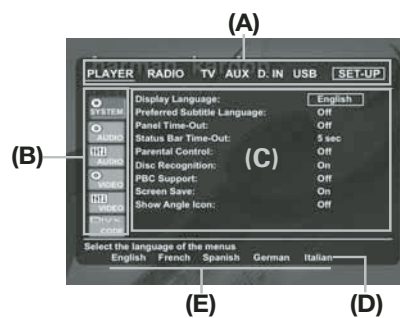 (A)
harman kardon
PLAYER RADIO TV AUX D. IN USB SET-UP
(B)
SYSTEM
AUDIO
AUDIO
VIDEO
VIDEO
CODE
Display Language: English
Preferred Subtitle Language: Off
Panel Time-Out: Off
Status Bar Time-Out: 5 sec
Parental Control: Off
Disc Recognition: On
PBC Support: Off
Screen Save: On
Show Angle Icon: Off
(C)
Select the language of the menus
English French Spanish German Italian
(E)
(D)